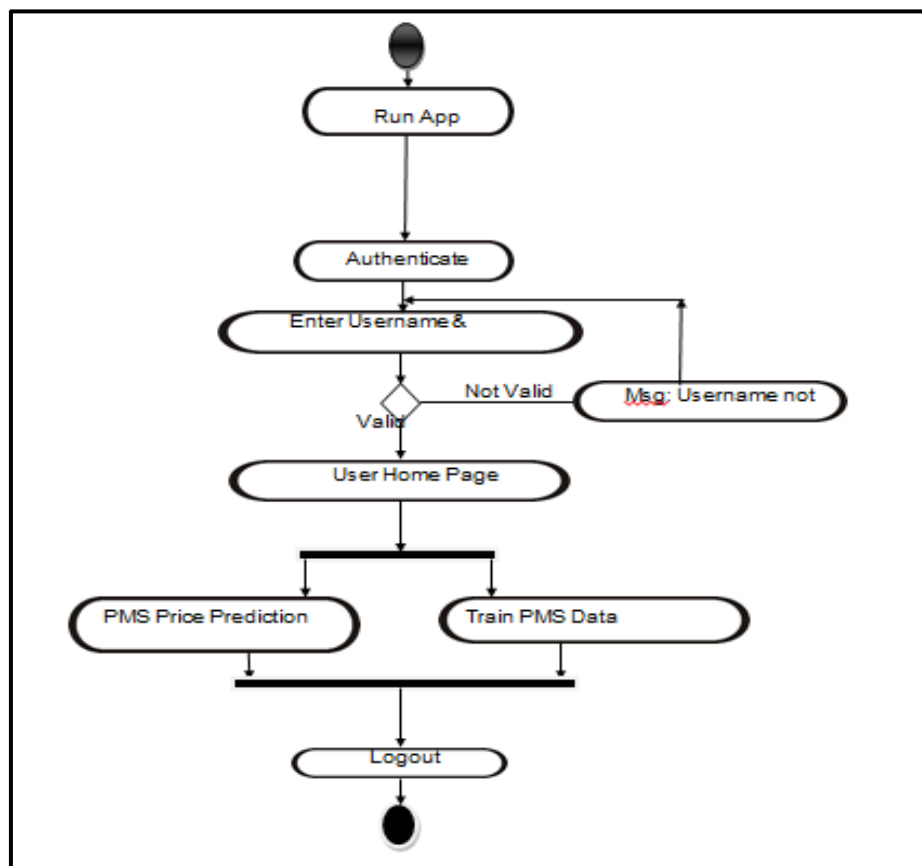 Run App
Authenticate
Enter Username &
Not Valid
Msg: Username not
Valid
User Home Page
PMS Price Prediction
Train PMS Data
Logout